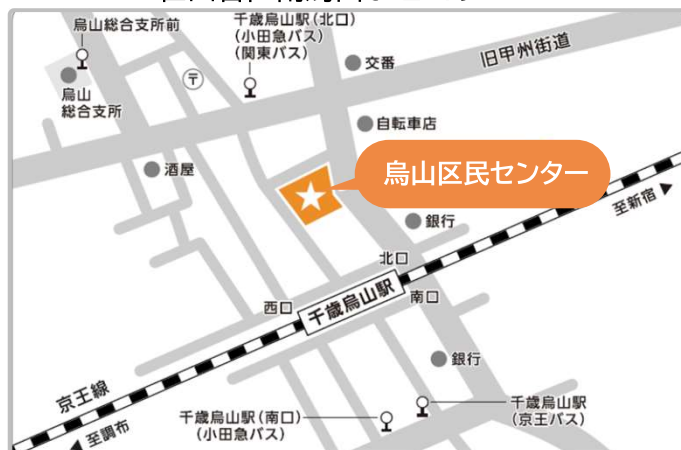 烏山総合支所前
千歳烏山駅(北口)
(小田急バス)
(関東バス)
交番
旧甲州街道
烏山
総合支所
〒
自転車店
酒屋
烏山区民センター
至新宿
銀行
北口
千歳烏山駅
南口
西口
銀行
京王線
至調布
千歳烏山駅(南口)
(小田急バス)
千歳烏山駅
(京王バス)